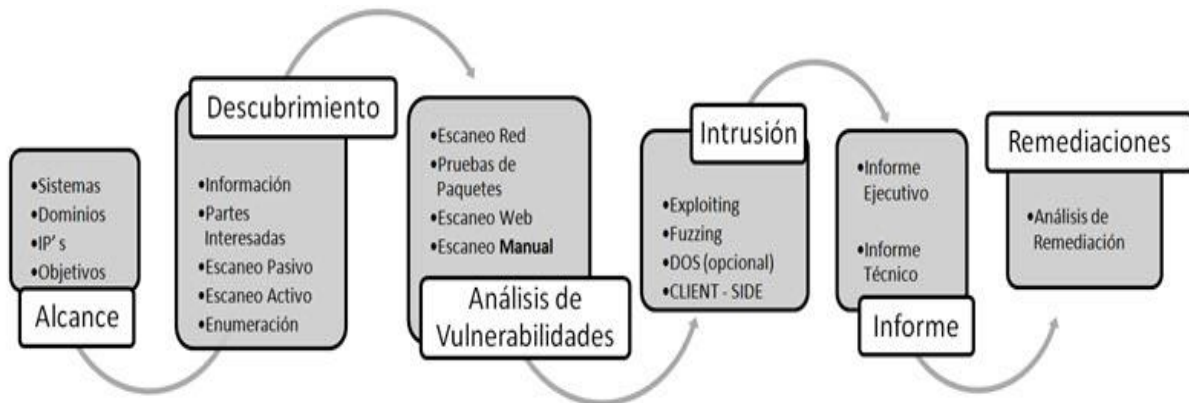 Alcance
•Sistemas
•Dominios
•IP' s
•Objetivos
Descubrimiento
•Información
•Partes
Interesadas
•Escaneo Pasivo
•Escaneo Activo
•Enumeración
•Escaneo Red
•Pruebas de
Paquetes
•Escaneo Web
•Escaneo Manual
Análisis de
Vulnerabilidades
Intrusión
•Exploiting
•Fuzzing
•DOS (opcional)
•CLIENT - SIDE
•Informe
Ejecutivo
•Informe
Técnico
Informe
Remediaciones
•Análisis de
Remediación